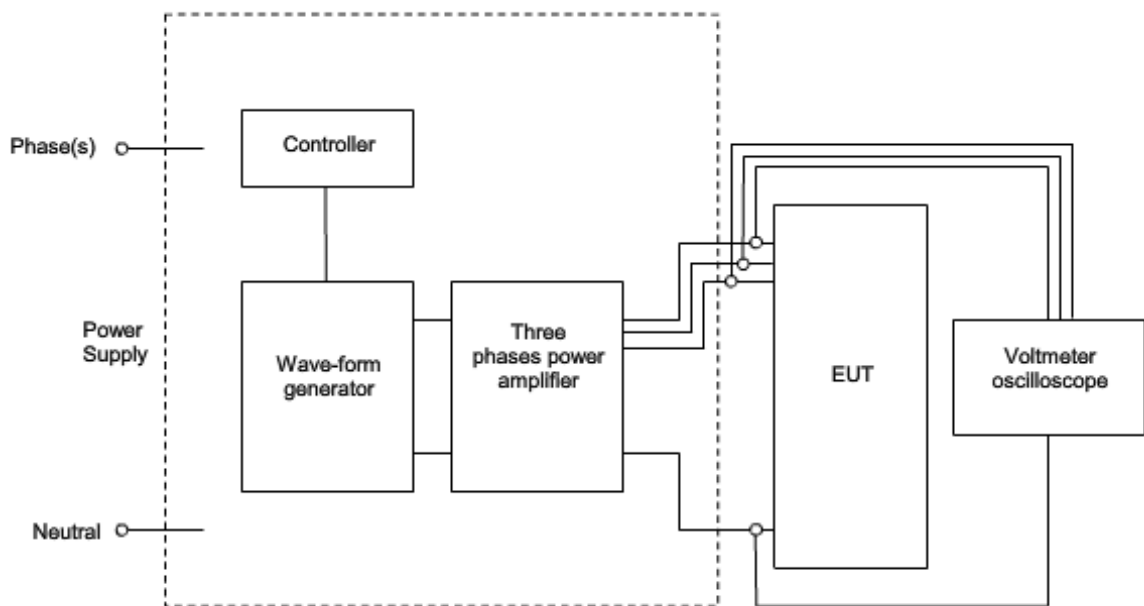 Phase(s)
Controller
Power
Supply
Wave-form
generator
Three
phases power
amplifier
EUT
Voltmeter
oscilloscope
Neutral